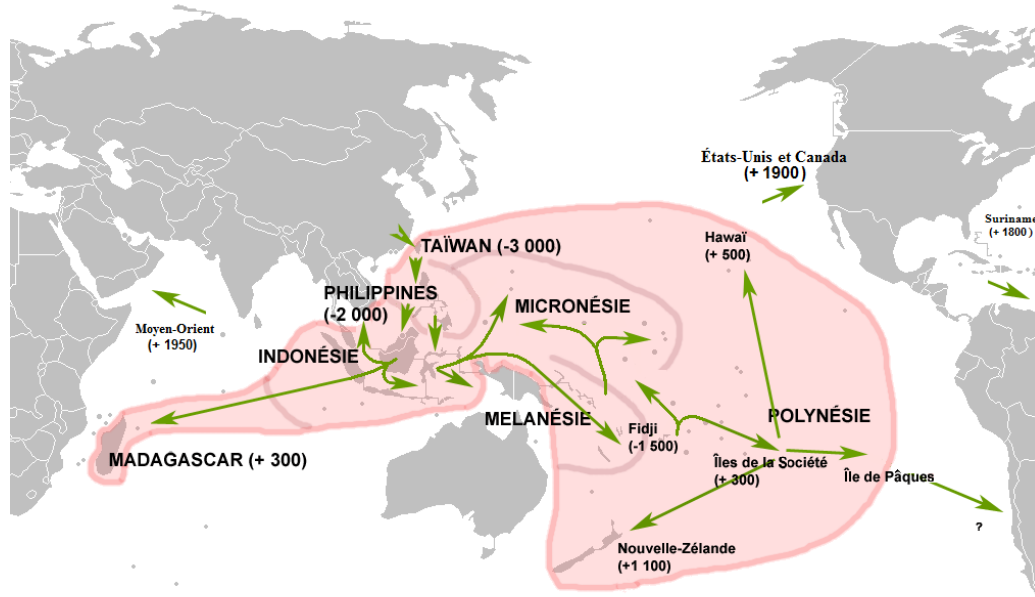 États-Unis et Canada
(+ 1900)
Suriname
(+ 1800)
Hawaï
(+ 500)
TAÏWAN (-3 000)
PHILIPPINES
(-2 000)
MICRONÉSIE
Moyen-Orient
(+ 1950)
INDONÉSIE
MELANÉSIE
POLYNÉSIE
Fidji
(-1 500)
MADAGASCAR (+ 300)
Îles de la Société
(+ 300)
Île de Pâques
?
Nouvelle-Zélande
(+1 100)